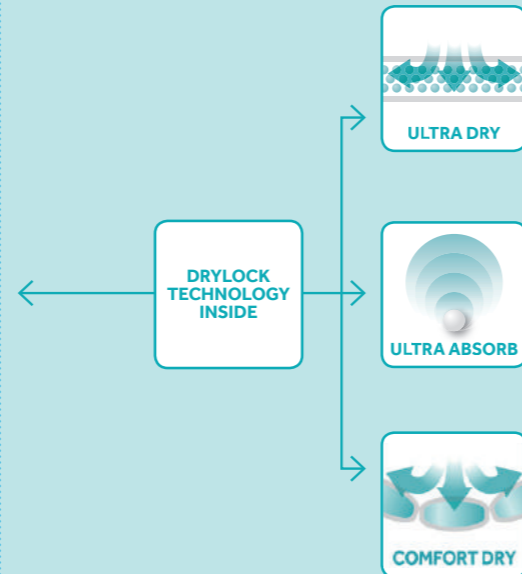 ULTRA DRY
DRYLOCK
TECHNOLOGY
INSIDE
ULTRA ABSORB
COMFORT DRY